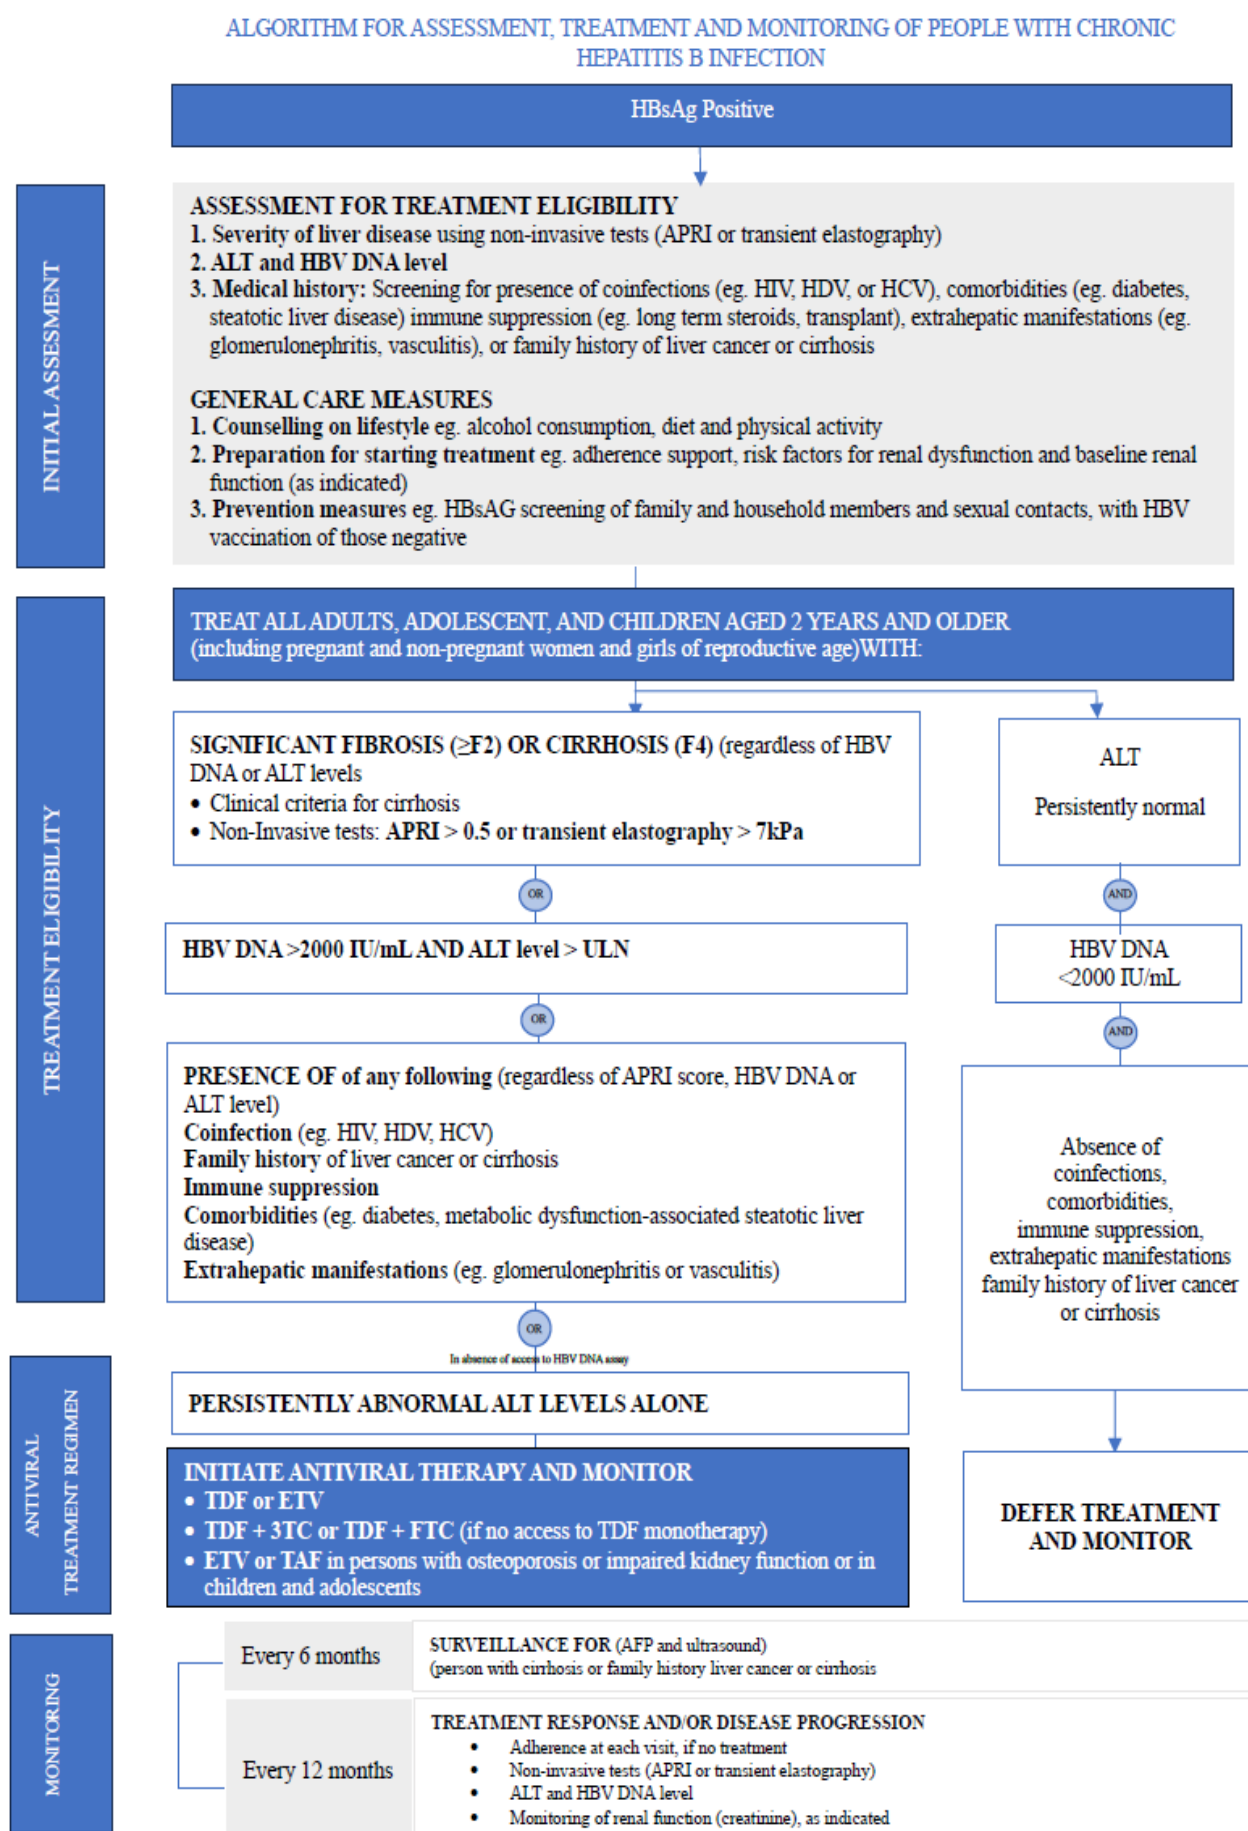 ALGORITHM FOR ASSESSMENT, TREATMENT AND MONITORING OF PEOPLE WITH CHRONIC
HEPATITIS B INFECTION
HBsAg Positive
INITIAL ASSESSMENT
ASSESSMENT FOR TREATMENT ELIGIBILITY
1. Severity of liver disease using non-invasive tests (APRI or transient elastography)
2. ALT and HBV DNA level
3. Medical history: Screening for presence of coinfections (eg. HIV, HDV, or HCV), comorbidities (eg. diabetes,
steatotic liver disease) immune suppression (eg. long term steroids, transplant), extrahepatic manifestations (eg.
glomerulonephritis, vasculitis), or family history of liver cancer or cirrhosis
GENERAL CARE MEASURES
1. Counselling on lifestyle eg. alcohol consumption, diet and physical activity
2. Preparation for starting treatment eg. adherence support, risk factors for renal dysfunction and baseline renal
function (as indicated)
3. Prevention measures eg. HBsAG screening of family and household members and sexual contacts, with HBV
vaccination of those negative
TREATMENT ELIGIBILITY
TREAT ALL ADULTS, ADOLESCENT, AND CHILDREN AGED 2 YEARS AND OLDER
(including pregnant and non-pregnant women and girls of reproductive age)WITH:
SIGNIFICANT FIBROSIS (≥F2) OR CIRRHOSIS (F4) (regardless of HBV
DNA or ALT levels
• Clinical criteria for cirrhosis
• Non-Invasive tests: APRI > 0.5 or transient elastography > 7kPa
OR
HBV DNA >2000 IU/mL AND ALT level > ULN
OR
PRESENCE OF of any following (regardless of APRI score, HBV DNA or
ALT level)
Coinfection (eg. HIV, HDV, HCV)
Family history of liver cancer or cirrhosis
Immune suppression
Comorbidities (eg. diabetes, metabolic dysfunction-associated steatotic liver
disease)
Extrahepatic manifestations (eg. glomerulonephritis or vasculitis)
OR
In absence of access to HBV DNA assay
PERSISTENTLY ABNORMAL ALT LEVELS ALONE
ALT
Persistently normal
AND
HBV DNA
<2000 IU/mL
AND
Absence of
coinfections,
comorbidities,
immune suppression,
extrahepatic manifestations
family history of liver cancer
or cirrhosis
DEFER TREATMENT
AND MONITOR
ANTIVIRAL
TREATMENT REGIMEN
INITIATE ANTIVIRAL THERAPY AND MONITOR
• TDF or ETV
• TDF + 3TC or TDF + FTC (if no access to TDF monotherapy)
• ETV or TAF in persons with osteoporosis or impaired kidney function or in
children and adolescents
MONITORING
Every 6 months
SURVEILLANCE FOR (AFP and ultrasound)
(person with cirrhosis or family history liver cancer or cirrhosis
Every 12 months
TREATMENT RESPONSE AND/OR DISEASE PROGRESSION
• Adherence at each visit, if no treatment
• Non-invasive tests (APRI or transient elastography)
• ALT and HBV DNA level
• Monitoring of renal function (creatinine), as indicated